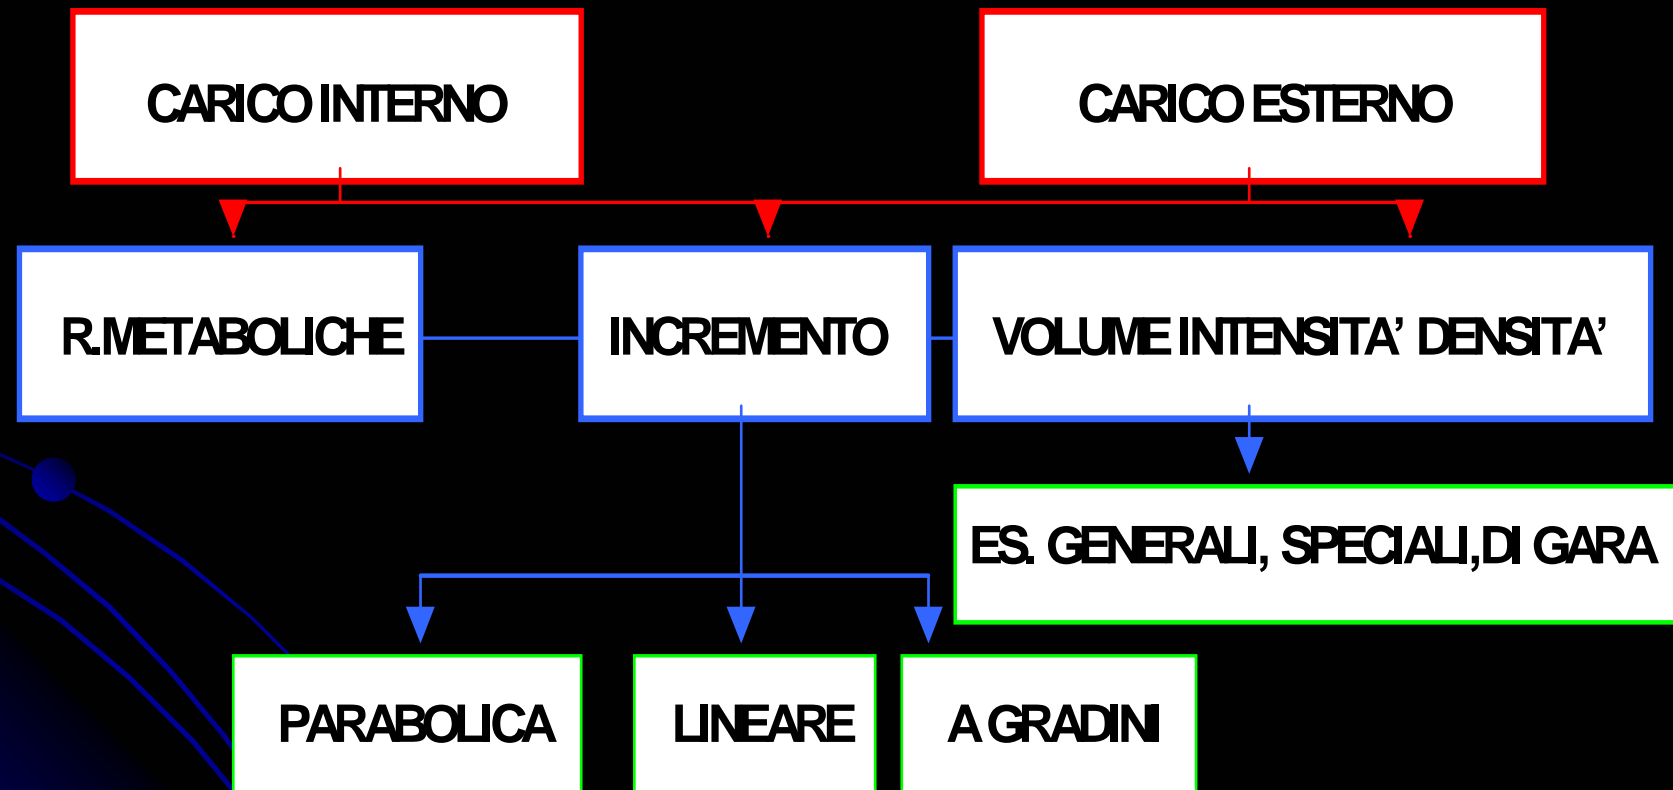 CARICO INTERNO
CARICO ESTERNO
R.METABOLICHE
INCREMENTO
VOLUME INTENSITA’ DENSITA’
ES. GENERALI, SPECIALI,DI GARA
PARABOLICA
LINEARE
A GRADINI